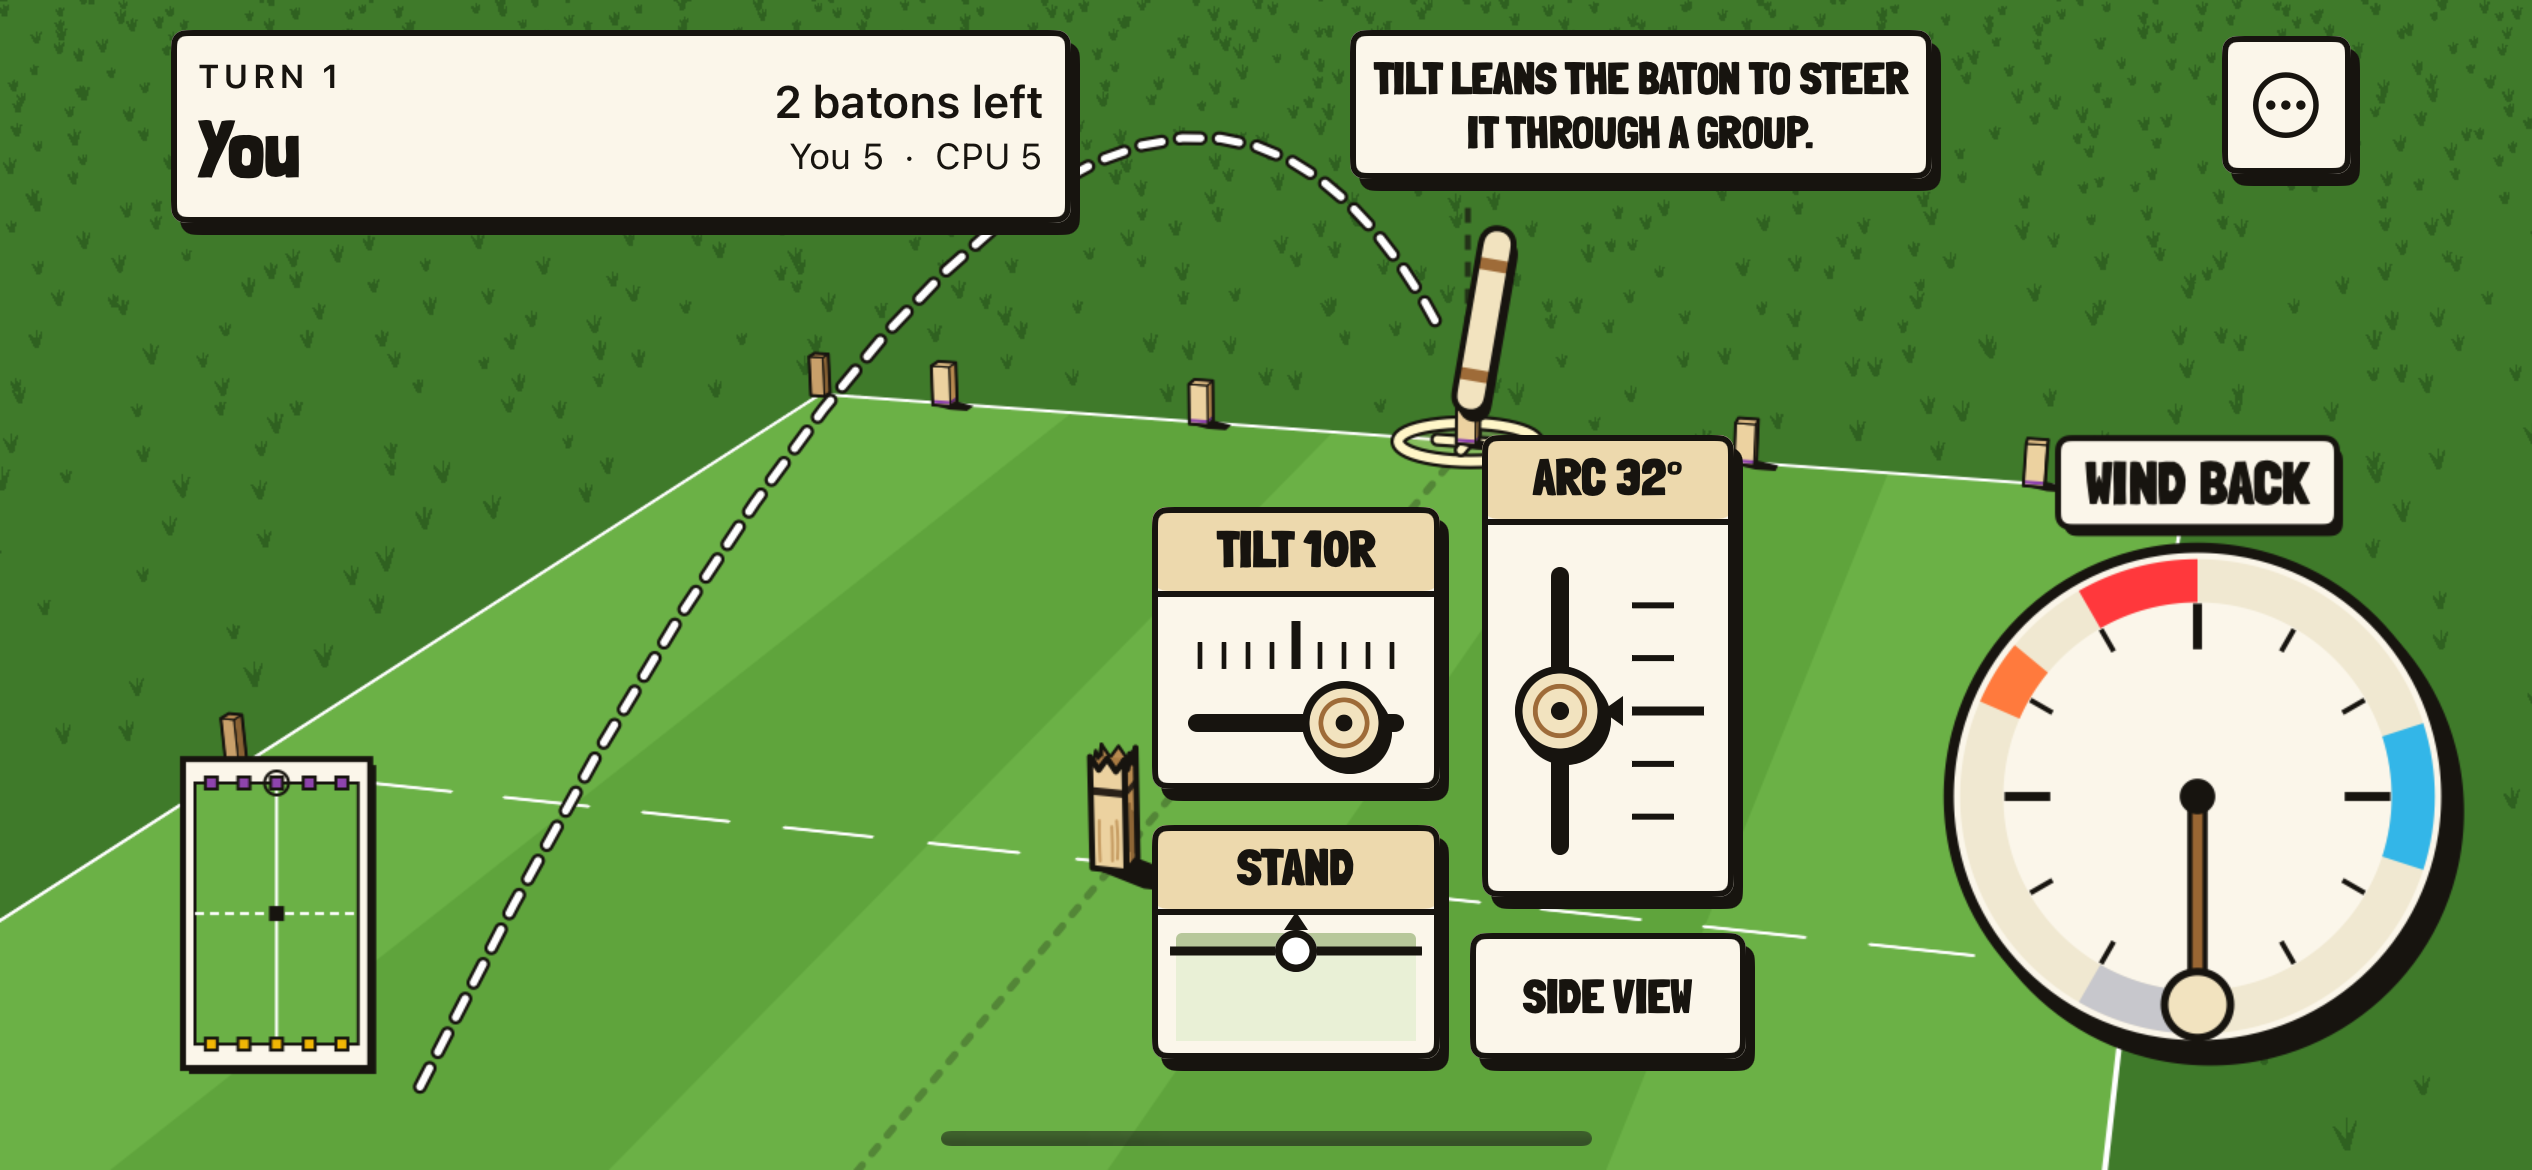 TURN 1
You
2 batons left
You 5 · CPU 5
TILT LEANS THE BATON TO STEER
IT THROUGH A GROUP.
ARC 32°
WIND BACK
TILT 10R
STAND
SIDE VIEW